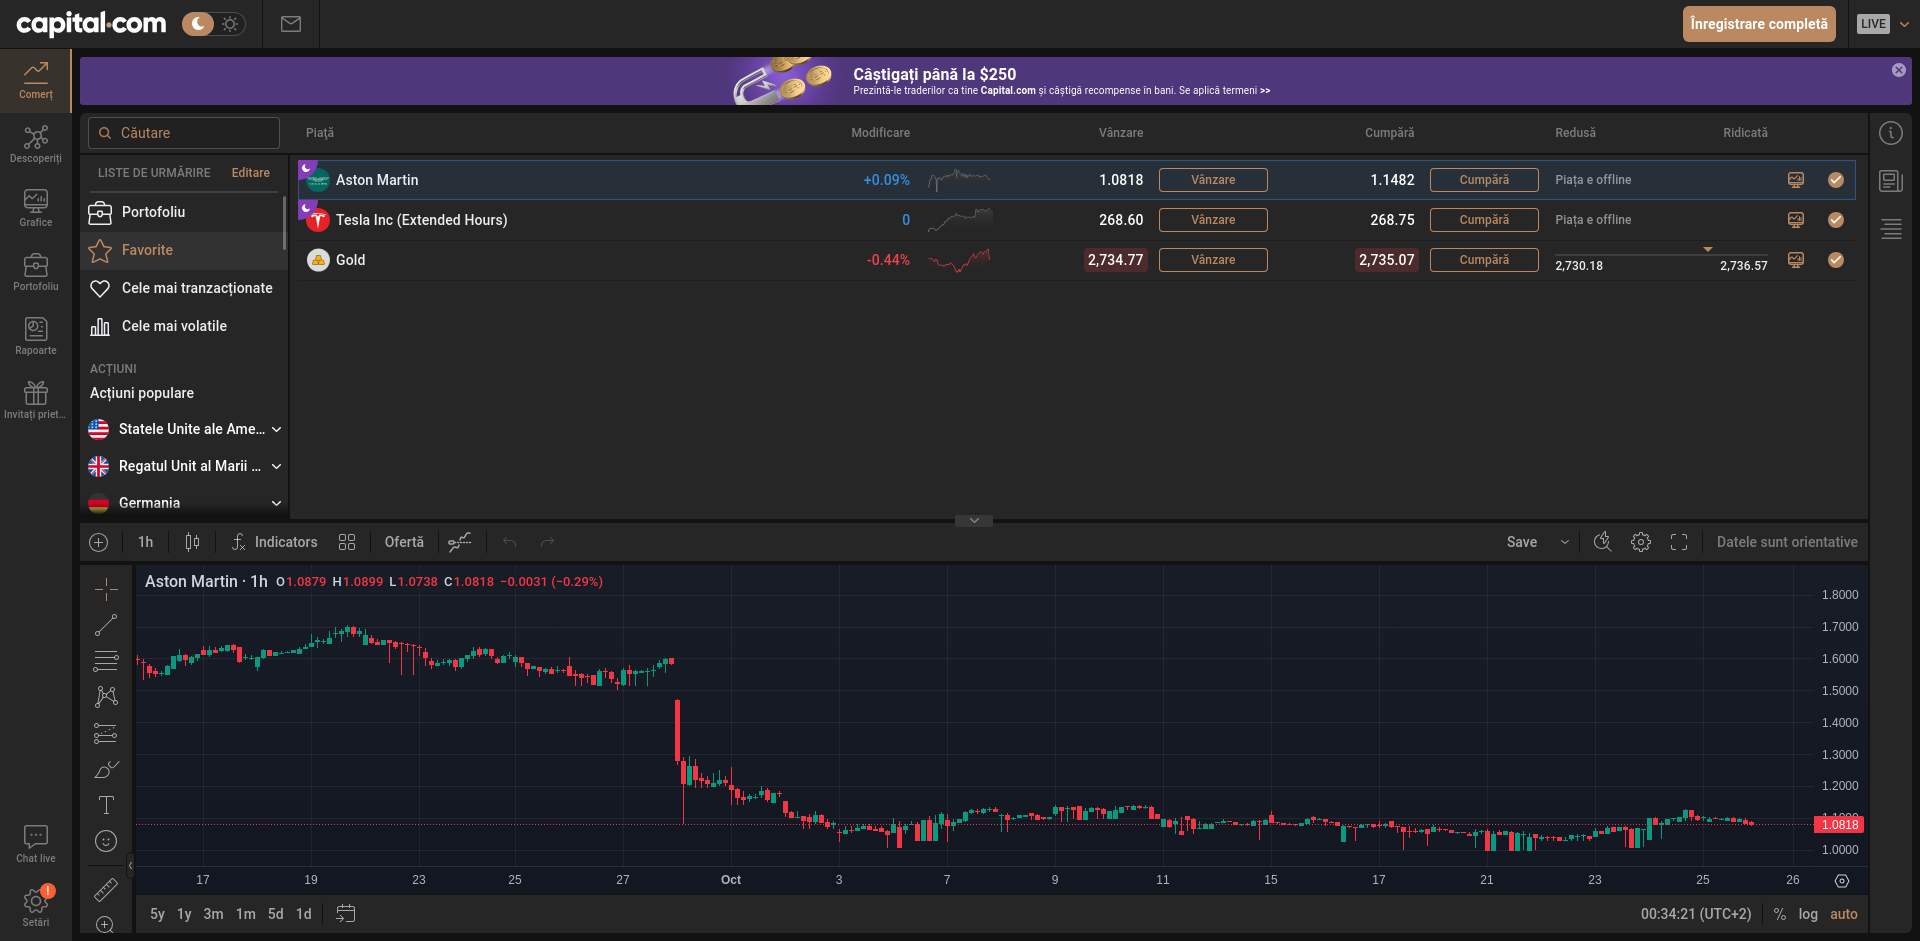 capital.com
Înregistrare completă
LIVE
Comerț
Descoperiți
Grafice
Portofoliu
Rapoarte
Invitați priet...
Chat live
Setări
!
Câștigați până la $250
Prezintă-le traderilor ca tine Capital.com și câștigă recompense în bani. Se aplică termeni >>
Căutare
Piață Modificare Vânzare Cumpără Redusă Ridicată
LISTE DE URMĂRIRE Editare
Portofoliu
Favorite
Cele mai tranzacționate
Cele mai volatile
ACȚIUNI
Acțiuni populare
Statele Unite ale Ame...
Regatul Unit al Marii ...
Germania
Aston Martin +0.09% 1.0818 Vânzare 1.1482 Cumpără Piața e offline
Tesla Inc (Extended Hours) 0 268.60 Vânzare 268.75 Cumpără Piața e offline
Gold -0.44% 2,734.77 Vânzare 2,735.07 Cumpără 2,730.18 2,736.57
1h Indicators Ofertă Save Datele sunt orientative
Aston Martin · 1h O1.0879 H1.0899 L1.0738 C1.0818 −0.0031 (−0.29%)
1.8000
1.7000
1.6000
1.5000
1.4000
1.3000
1.2000
1.0818
1.0000
17 19 23 25 27 Oct 3 7 9 11 15 17 21 23 25 26
5y 1y 3m 1m 5d 1d 00:34:21 (UTC+2) % log auto